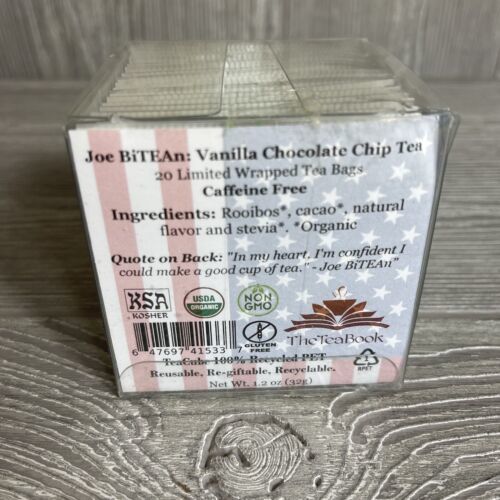 Joe BiTEAn: Vanilla Chocolate Chip Tea
20 Limited Wrapped Tea Bags
Caffeine Free
Ingredients: Rooibos*, cacao*, natural
flavor and stevia*. *Organic
Quote on Back: "In my heart, I'm confident I
could make a good cup of tea." - Joe BiTEAn"
KSA
KOSHER
USDA
ORGANIC
NON
GMO
6 47697 41533 7
GLUTEN
FREE
TheTeaBook
TeaCube 100% Recycled PET
Reusable, Re-giftable, Recyclable.
Net Wt. 1.2 oz (32g)
1
RPET